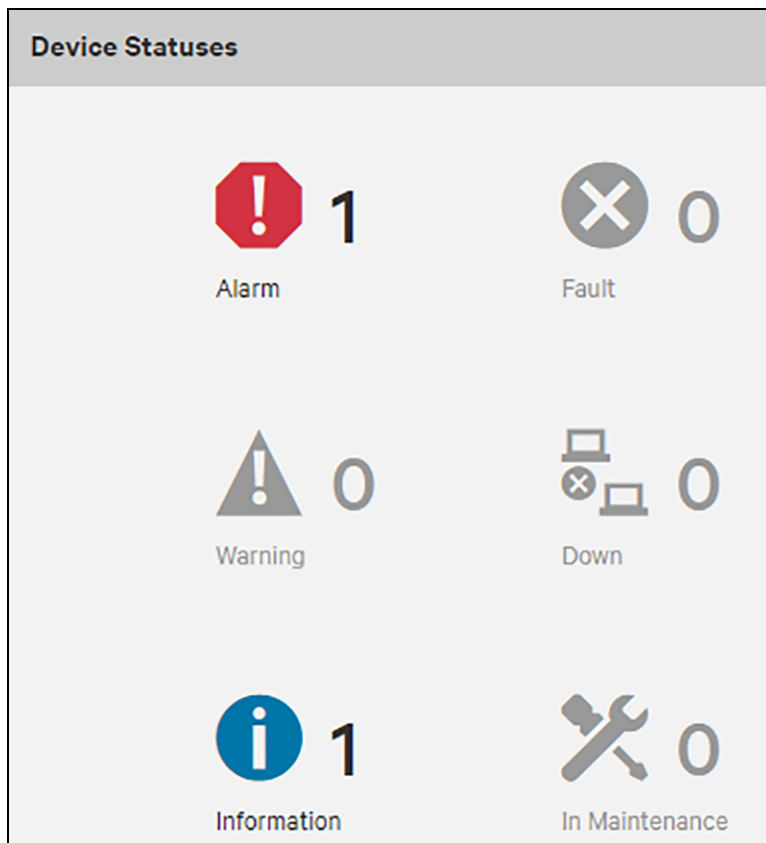 Device Statuses
1 0
Alarm Fault
0 0
Warning Down
1 0
Information In Maintenance